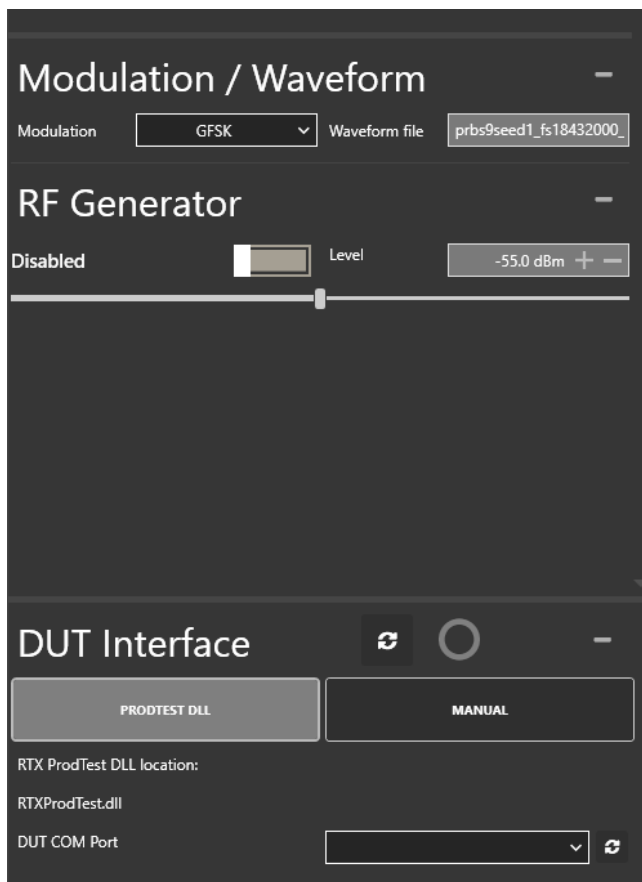 Modulation / Waveform
Modulation GFSK Waveform file prbs9seed1_fs18432000_
RF Generator
Disabled Level -55.0 dBm
DUT Interface
PRODTEST DLL MANUAL
RTX ProdTest DLL location:
RTXProdTest.dll
DUT COM Port